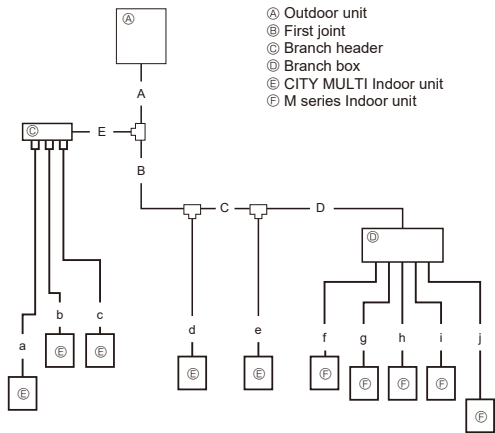 Ⓐ
Ⓐ Outdoor unit
Ⓑ First joint
Ⓒ Branch header
Ⓓ Branch box
Ⓔ CITY MULTI Indoor unit
Ⓕ M series Indoor unit
A
Ⓒ
E
B
C
D
Ⓓ
a
b
c
d
e
f
g
h
i
j
Ⓔ
Ⓔ
Ⓔ
Ⓔ
Ⓔ
Ⓕ
Ⓕ
Ⓕ
Ⓕ
Ⓕ